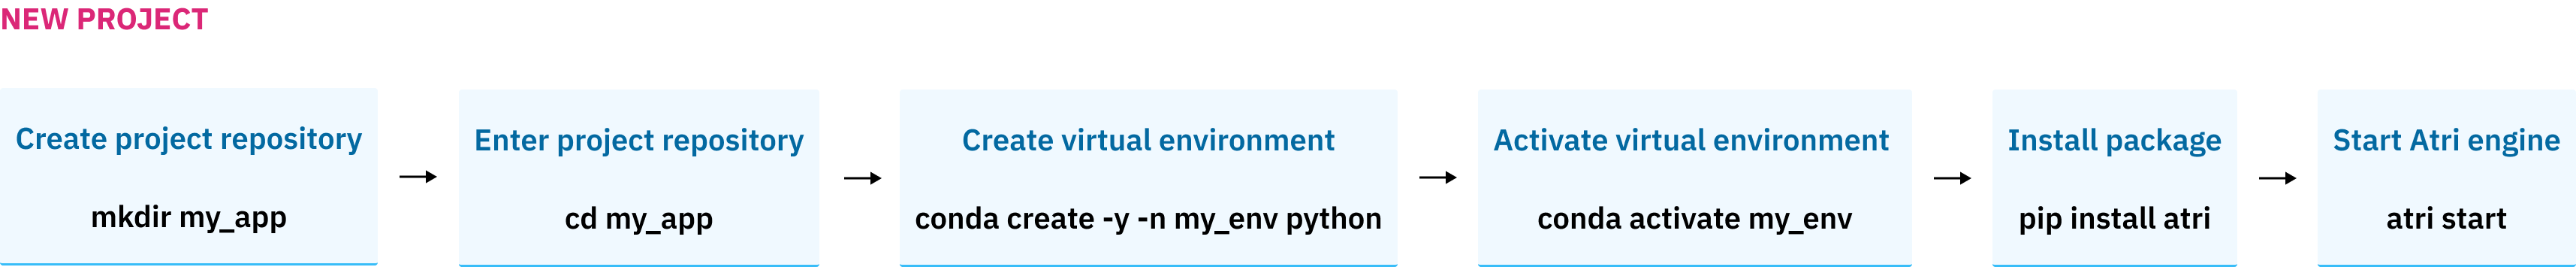 NEW PROJECT
Create project repository
mkdir my_app
Enter project repository
cd my_app
Create virtual environment
conda create -y -n my_env python
Activate virtual environment
conda activate my_env
Install package
pip install atri
Start Atri engine
atri start